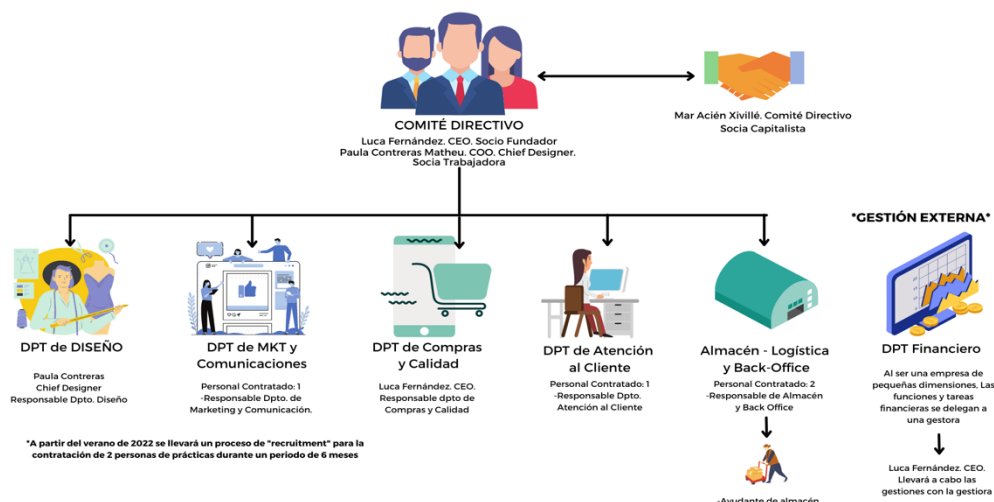 COMITÉ DIRECTIVO
Luca Fernández. CEO. Socio Fundador
Paula Contreras Matheu. COO. Chief Designer.
Socia Trabajadora
Mar Acién Xivillé. Comité Directivo
Socia Capitalista
*GESTIÓN EXTERNA*
DPT de DISEÑO
Paula Contreras
Chief Designer
Responsable Dpto. Diseño
DPT de MKT y
Comunicaciones
Personal Contratado: 1
-Responsable Dpto. de
Marketing y Comunicación.
DPT de Compras
y Calidad
Luca Fernández. CEO.
Responsable dpto de
Compras y Calidad
DPT de Atención
al Cliente
Personal Contratado: 1
-Responsable Dpto.
Atención al Cliente
Almacén - Logística
y Back-Office
Personal Contratado: 2
-Responsable de Almacén
y Back Office
-Ayudante de almacén
DPT Financiero
Al ser una empresa de
pequeñas dimensiones, Las
funciones y tareas
financieras se delegan a
una gestora
Luca Fernández. CEO.
Llevará a cabo las
gestiones con la gestiora
*A partir del verano de 2022 se llevará un proceso de "recruitment" para la
contratación de 2 personas de prácticas durante un periodo de 6 meses